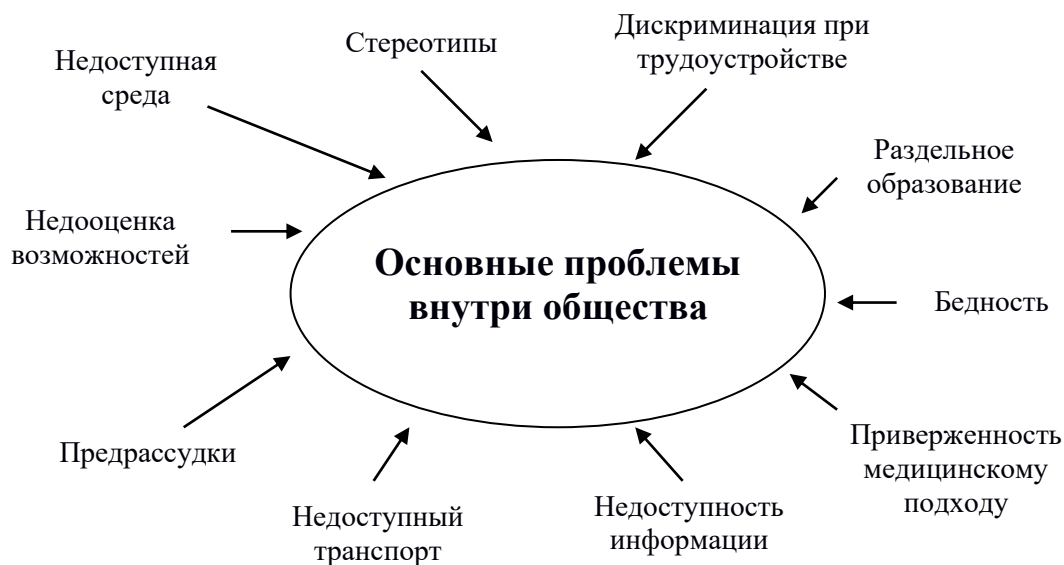 Недоступная
среда
Стереотипы
Дискриминация при
трудоустройстве
Раздельное
образование
Недооценка
возможностей
Основные проблемы
внутри общества
Бедность
Предрассудки
Приверженность
медицинскому
подходу
Недоступный
транспорт
Недоступность
информации